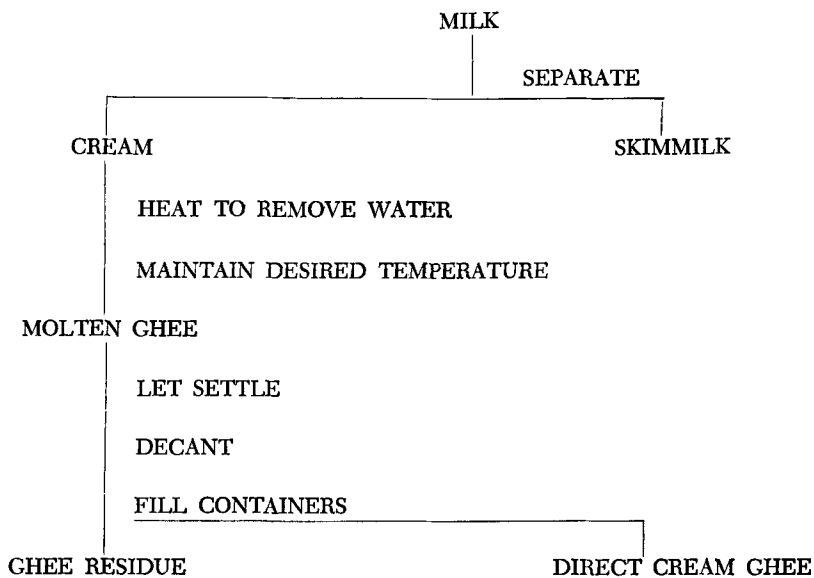 MILK
SEPARATE
CREAM SKIMMILK
HEAT TO REMOVE WATER
MAINTAIN DESIRED TEMPERATURE
MOLTEN GHEE
LET SETTLE
DECANT
FILL CONTAINERS
GHEE RESIDUE DIRECT CREAM GHEE